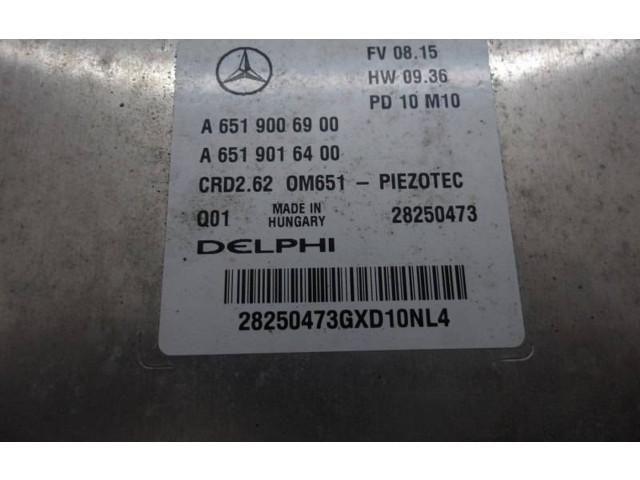 FV 08.15
HW 09.36
PD 10 M10
A 651 900 69 00
A 651 901 64 00
CRD2.62 OM651 - PIEZOTEC
Q01 MADE IN HUNGARY 28250473
DELPHI
28250473GXD10NL4